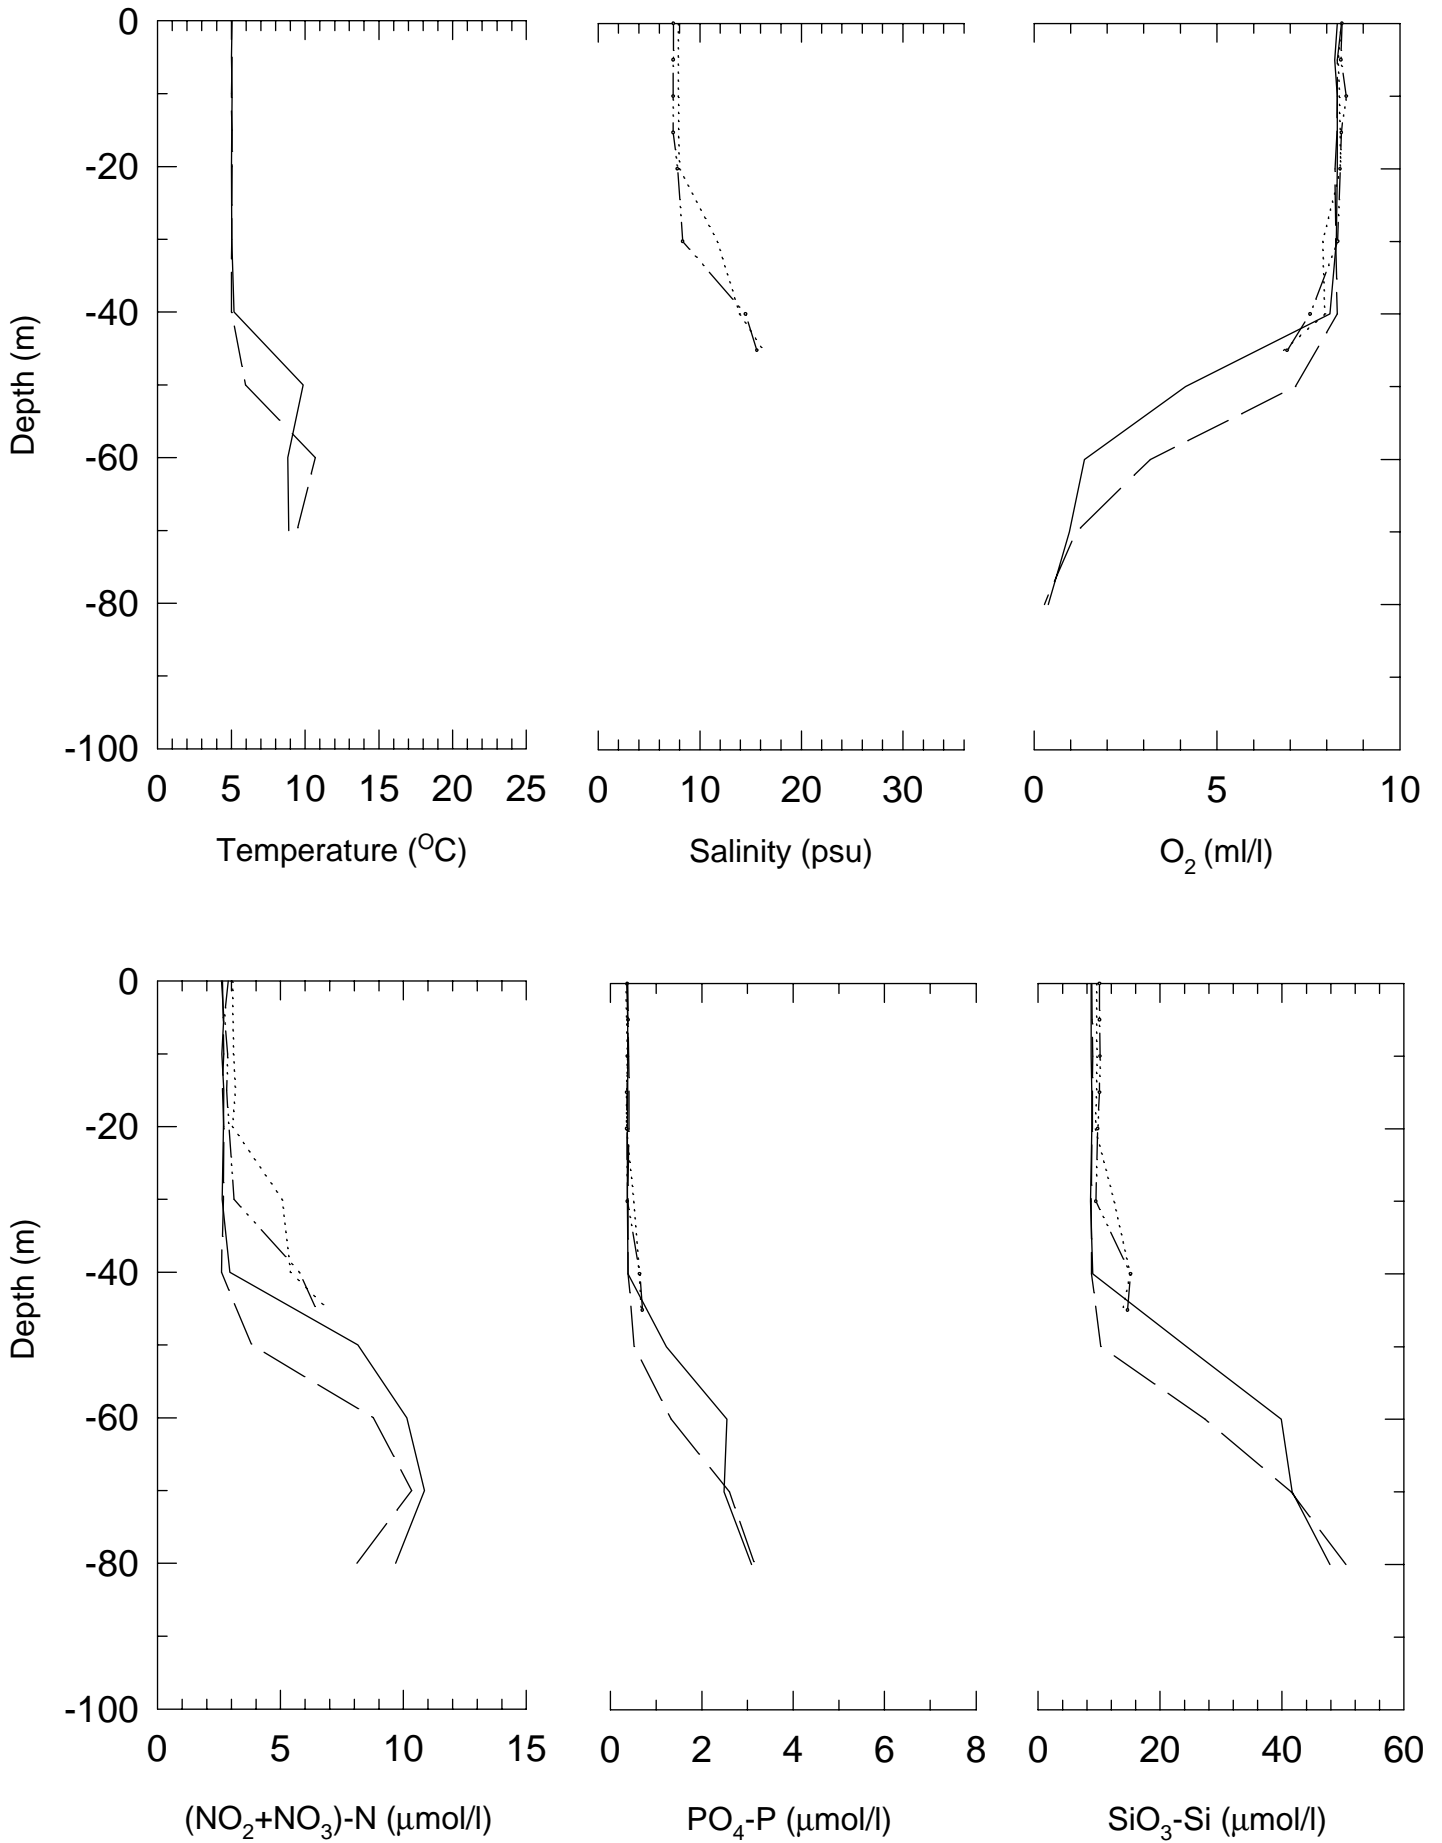 0
-20
-40
-60
-80
-100
Depth (m)
0 5 10 15 20 25
Temperature (°C)
0 10 20 30
Salinity (psu)
0 5 10
O₂ (ml/l)
0
-20
-40
-60
-80
-100
Depth (m)
0 5 10 15
(NO₂+NO₃)-N (μmol/l)
0 2 4 6 8
PO₄-P (μmol/l)
0 20 40 60
SiO₃-Si (μmol/l)